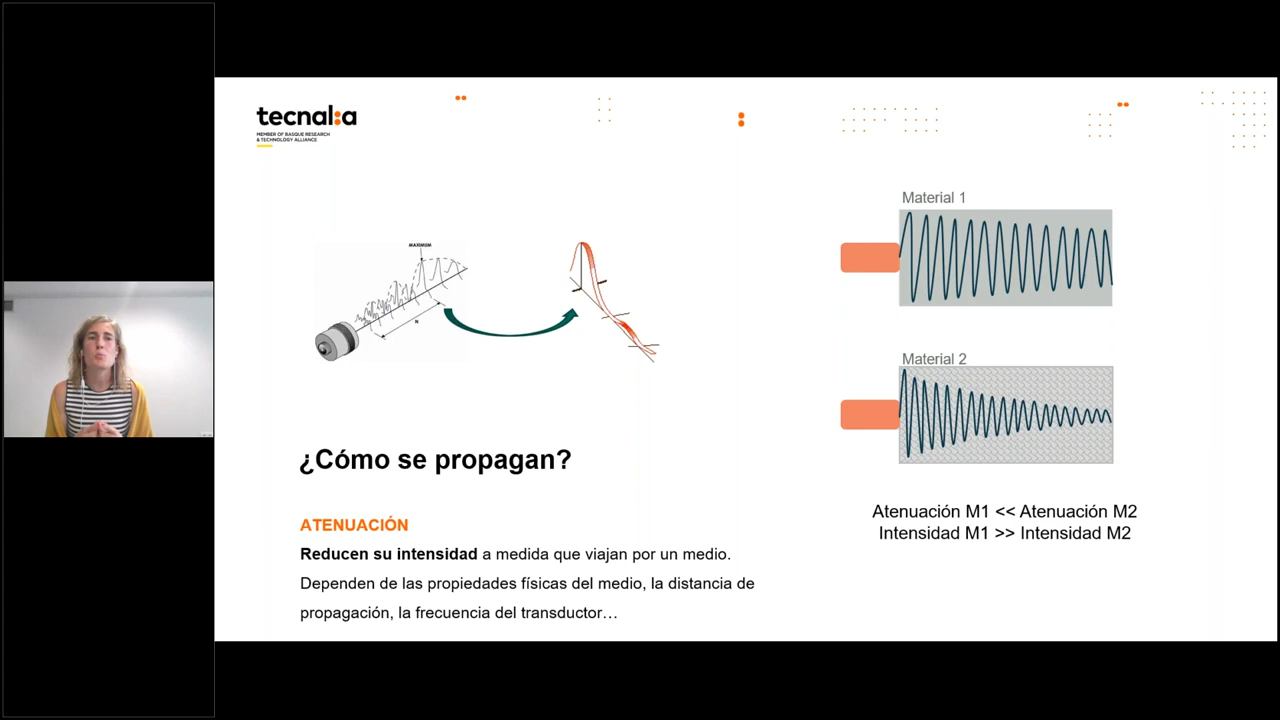 tecnal:a
MEMBER OF BASQUE RESEARCH
& TECHNOLOGY ALLIANCE
MAXIMUM
N
¿Cómo se propagan?
ATENUACIÓN
Reducen su intensidad a medida que viajan por un medio.
Dependen de las propiedades físicas del medio, la distancia de
propagación, la frecuencia del transductor…
Material 1
Material 2
Atenuación M1 << Atenuación M2
Intensidad M1 >> Intensidad M2